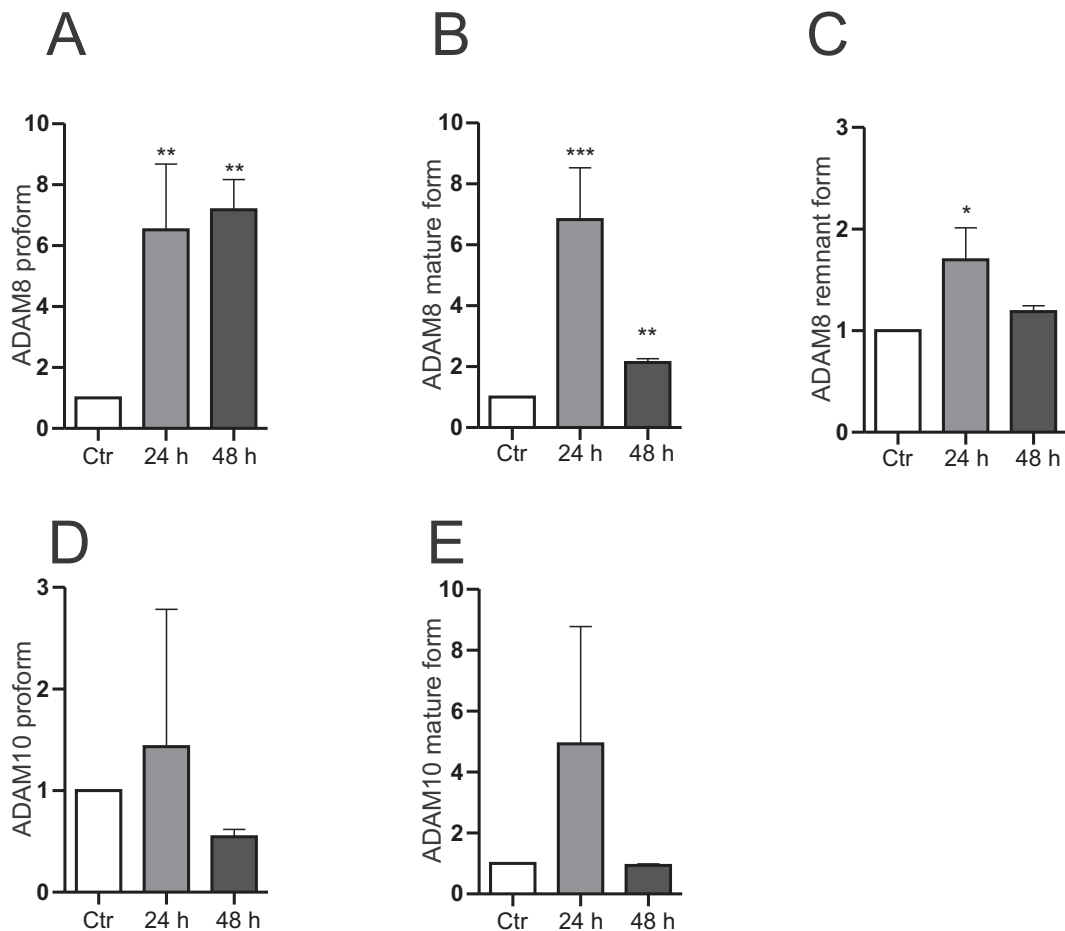 A
B
C
ADAM8 proform
10
8
6
4
2
0
**
**
Ctr 24 h 48 h
ADAM8 mature form
10
8
6
4
2
0
***
**
Ctr 24 h 48 h
ADAM8 remnant form
3
2
1
0
*
Ctr 24 h 48 h
D
E
ADAM10 proform
3
2
1
0
Ctr 24 h 48 h
ADAM10 mature form
10
8
6
4
2
0
Ctr 24 h 48 h